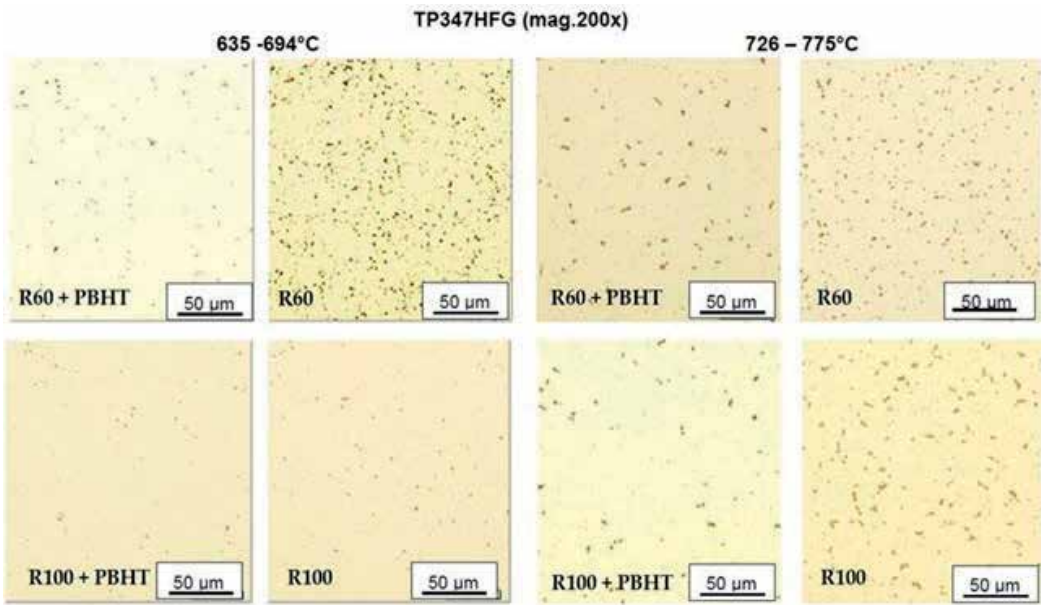 TP347HFG (mag.200x)
635 -694°C
726 – 775°C
R60 + PBHT
50 µm
R60
50 µm
R60 + PBHT
50 µm
R60
50 µm
R100 + PBHT
50 µm
R100
50 µm
R100 + PBHT
50 µm
R100
50 µm